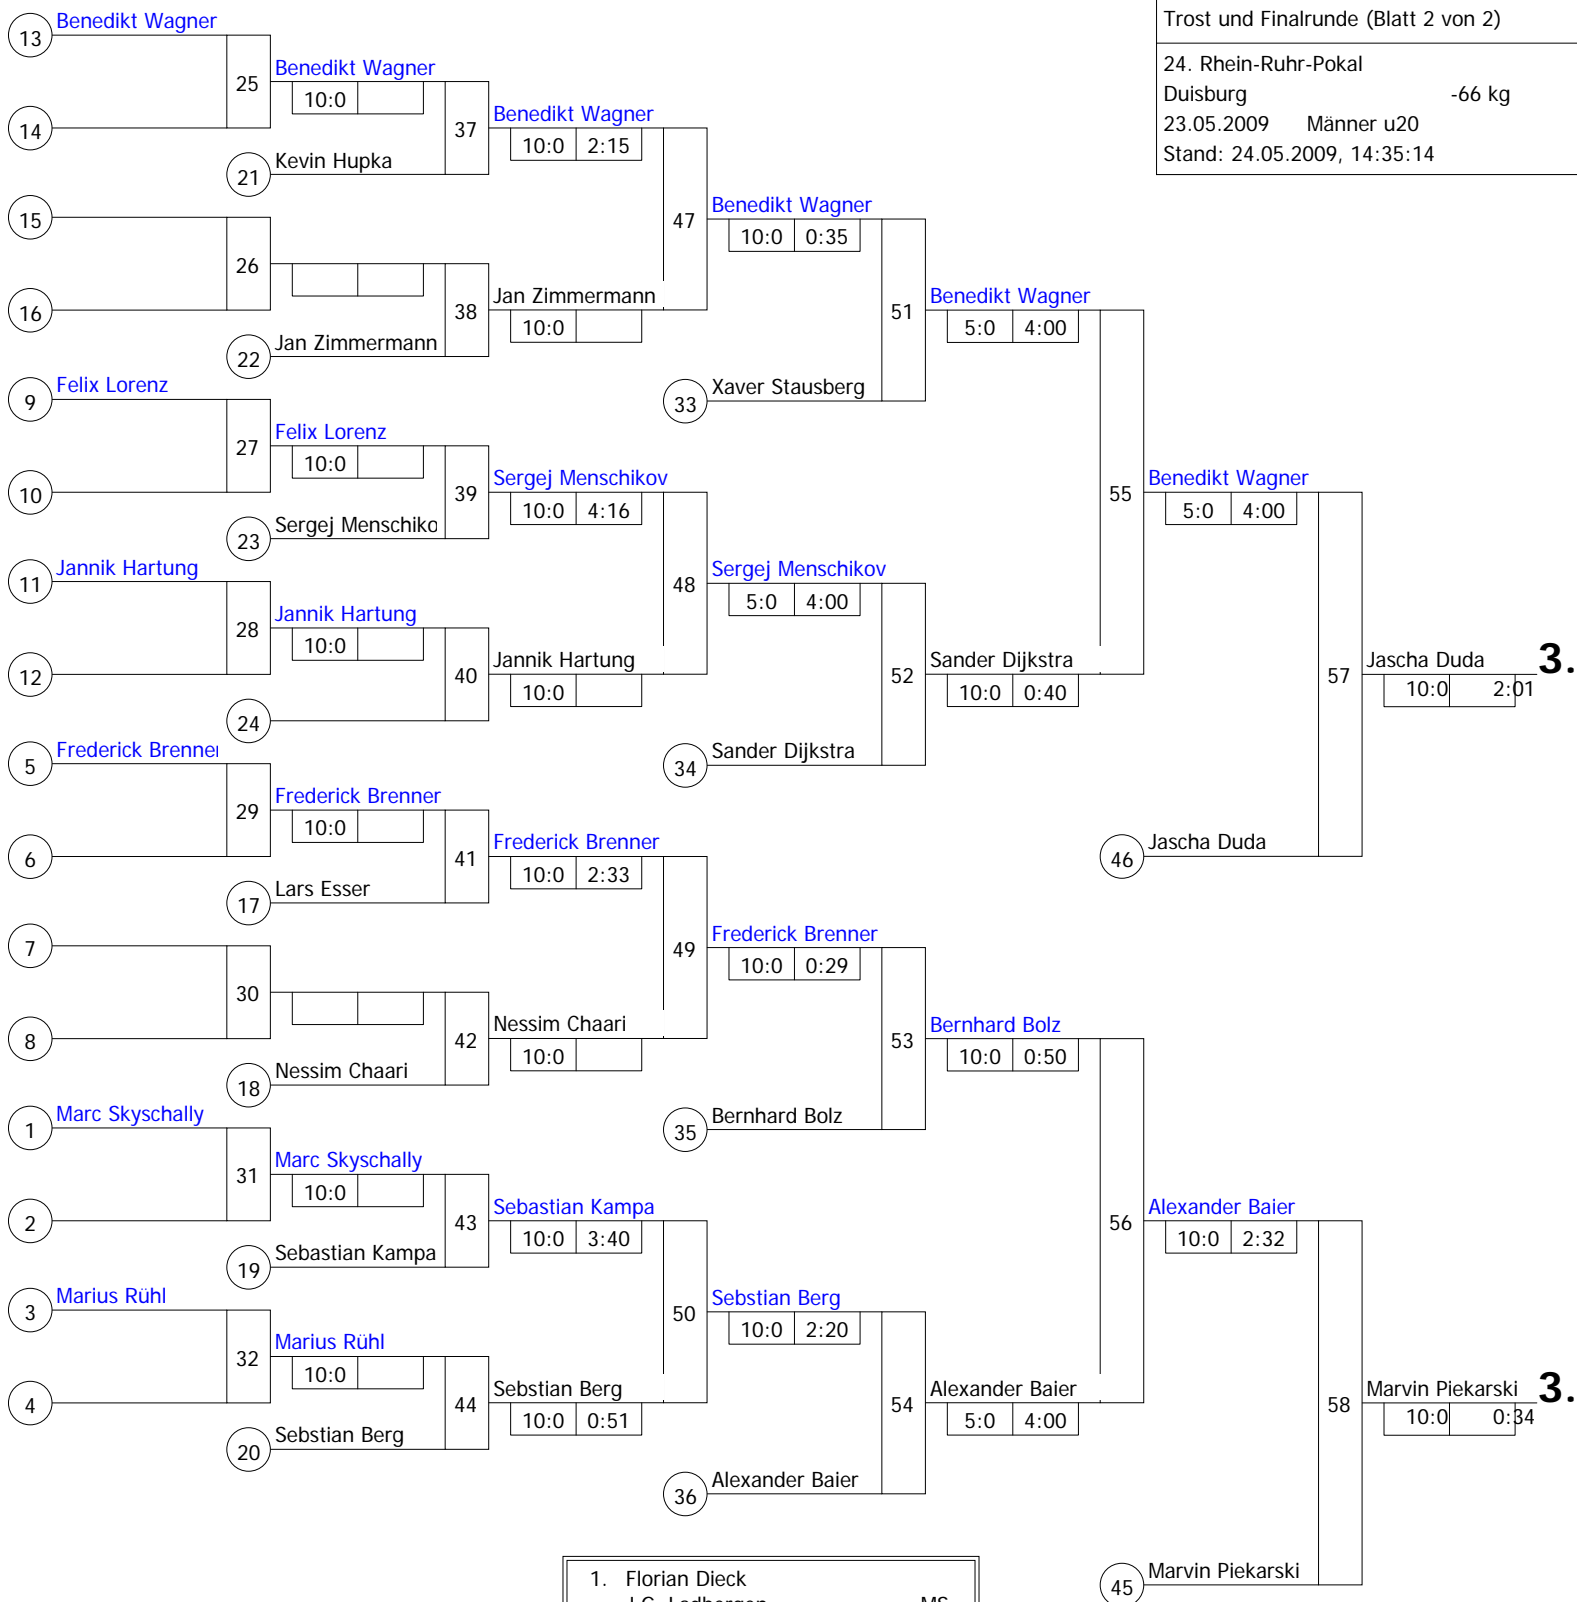 Trost und Finalrunde (Blatt 2 von 2)
24. Rhein-Ruhr-Pokal
Duisburg -66 kg
23.05.2009 Männer u20
Stand: 24.05.2009, 14:35:14
13 Benedikt Wagner
14
25 Benedikt Wagner
10:0
21 Kevin Hupka
37 Benedikt Wagner
10:0 2:15
15
16
26
22 Jan Zimmermann
38 Jan Zimmermann
10:0
47 Benedikt Wagner
10:0 0:35
33 Xaver Stausberg
51 Benedikt Wagner
5:0 4:00
9 Felix Lorenz
10
27 Felix Lorenz
10:0
23 Sergej Menschiko
39 Sergej Menschikov
10:0 4:16
11 Jannik Hartung
12
28 Jannik Hartung
10:0
24
40 Jannik Hartung
10:0
48 Sergej Menschikov
5:0 4:00
34 Sander Dijkstra
52 Sander Dijkstra
10:0 0:40
55 Benedikt Wagner
5:0 4:00
46 Jascha Duda
57 Jascha Duda 3.
10:0 2:01
5 Frederick Brenner
6
29 Frederick Brenner
10:0
17 Lars Esser
41 Frederick Brenner
10:0 2:33
7
8
30
18 Nessim Chaari
42 Nessim Chaari
10:0
49 Frederick Brenner
10:0 0:29
35 Bernhard Bolz
53 Bernhard Bolz
10:0 0:50
1 Marc Skyschally
2
31 Marc Skyschally
10:0
19 Sebastian Kampa
43 Sebastian Kampa
10:0 3:40
3 Marius Rühl
4
32 Marius Rühl
10:0
20 Sebstian Berg
44 Sebstian Berg
10:0 0:51
50 Sebstian Berg
10:0 2:20
36 Alexander Baier
54 Alexander Baier
5:0 4:00
56 Alexander Baier
10:0 2:32
45 Marvin Piekarski
58 Marvin Piekarski 3.
10:0 0:34
1. Florian Dieck
J.C. Ladbergen MS